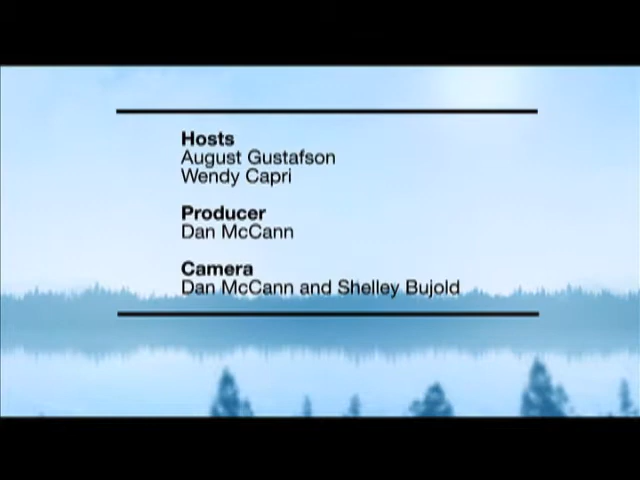 Hosts
August Gustafson
Wendy Capri
Producer
Dan McCann
Camera
Dan McCann and Shelley Bujold